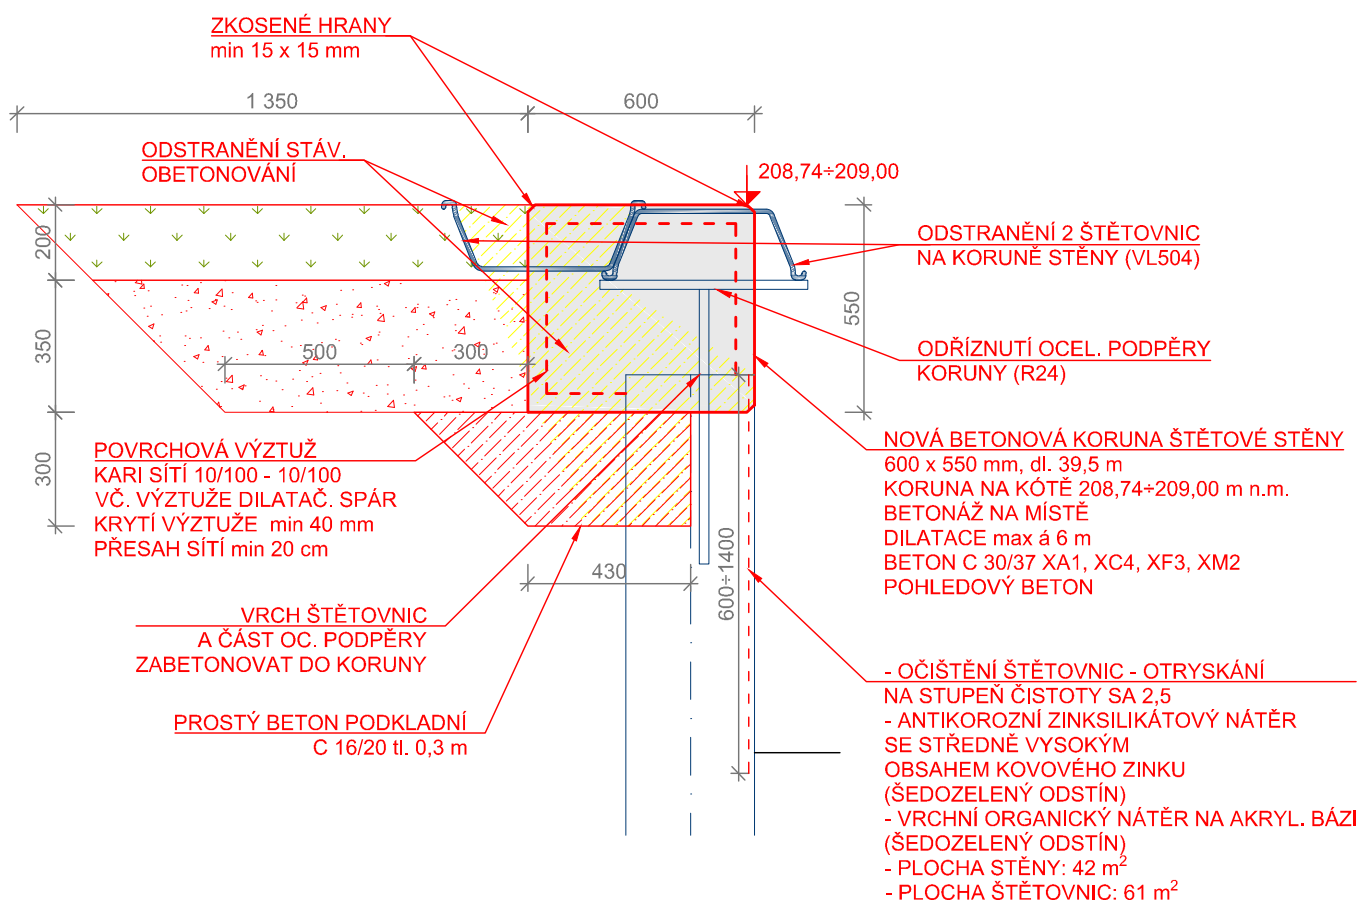 ZKOSENÉ HRANY
min 15 x 15 mm
1 350
600
ODSTRANĚNÍ STÁV.
OBETONOVÁNÍ
208,74÷209,00
200
350
300
500
300
550
ODSTRANĚNÍ 2 ŠTĚTOVNIC
NA KORUNĚ STĚNY (VL504)
ODŘÍZNUTÍ OCEL. PODPĚRY
KORUNY (R24)
POVRCHOVÁ VÝZTUŽ
KARI SÍTÍ 10/100 - 10/100
VČ. VÝZTUŽE DILATAČ. SPÁR
KRYTÍ VÝZTUŽE min 40 mm
PŘESAH SÍTÍ min 20 cm
NOVÁ BETONOVÁ KORUNA ŠTĚTOVÉ STĚNY
600 x 550 mm, dl. 39,5 m
KORUNA NA KÓTĚ 208,74÷209,00 m n.m.
BETONÁŽ NA MÍSTĚ
DILATACE max á 6 m
BETON C 30/37 XA1, XC4, XF3, XM2
POHLEDOVÝ BETON
430
600÷1400
VRCH ŠTĚTOVNIC
A ČÁST OC. PODPĚRY
ZABETONOVAT DO KORUNY
PROSTÝ BETON PODKLADNÍ
C 16/20 tl. 0,3 m
- OČIŠTĚNÍ ŠTĚTOVNIC - OTRYSKÁNÍ
NA STUPEŇ ČISTOTY SA 2,5
- ANTIKOROZNÍ ZINKSILIKÁTOVÝ NÁTĚR
SE STŘEDNĚ VYSOKÝM
OBSAHEM KOVOVÉHO ZINKU
(ŠEDOZELENÝ ODSTÍN)
- VRCHNÍ ORGANICKÝ NÁTĚR NA AKRYL. BÁZI
(ŠEDOZELENÝ ODSTÍN)
- PLOCHA STĚNY: 42 m²
- PLOCHA ŠTĚTOVNIC: 61 m²